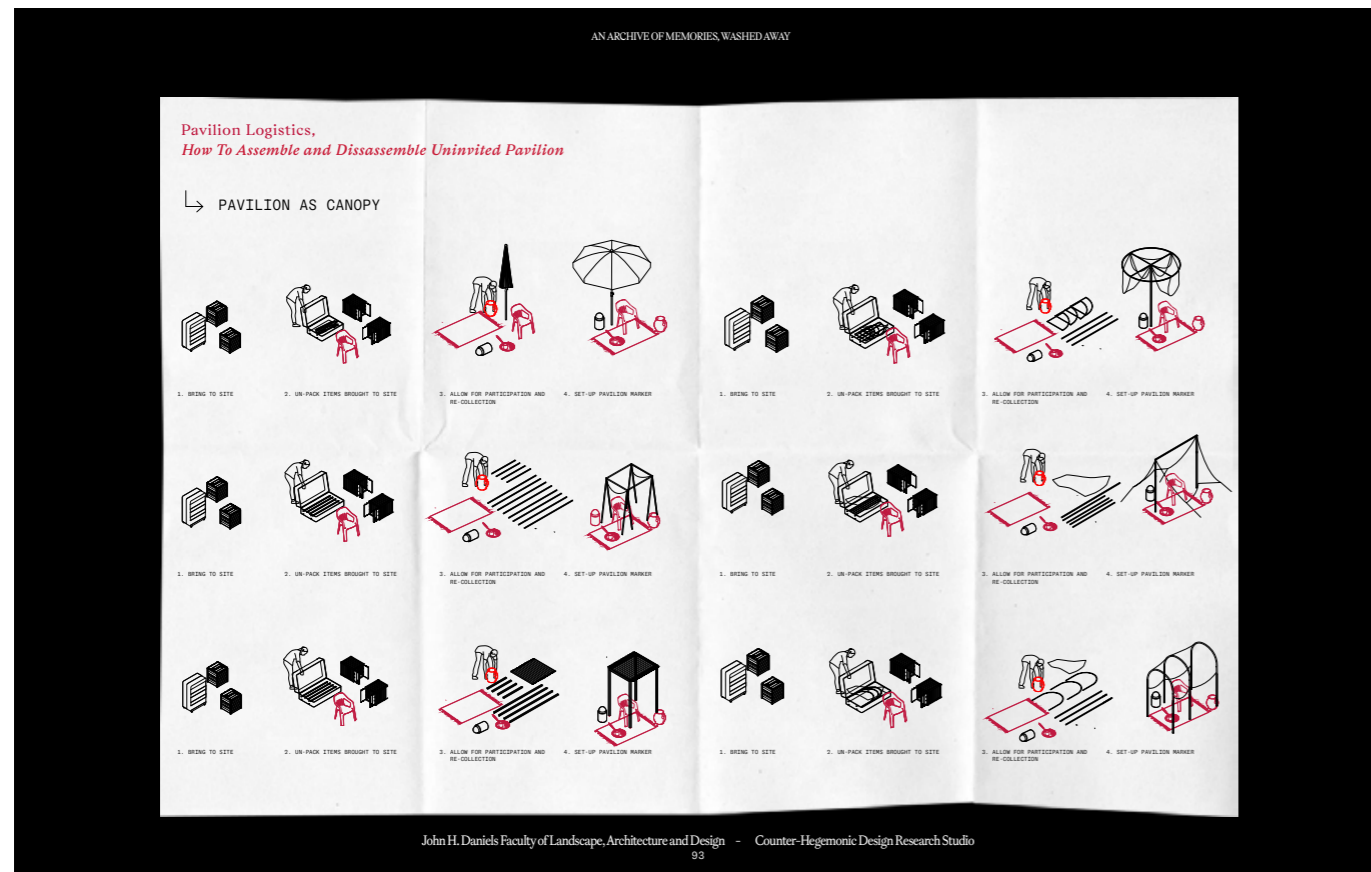 AN ARCHIVE OF MEMORIES, WASHED AWAY
Pavilion Logistics,
How To Assemble and Dissassemble Uninvited Pavilion
PAVILION AS CANOPY
1. BRING TO SITE
2. UN-PACK ITEMS BROUGHT TO SITE
3. ALLOW FOR PARTICIPATION AND
RE-COLLECTION
4. SET-UP PAVILION MARKER
1. BRING TO SITE
2. UN-PACK ITEMS BROUGHT TO SITE
3. ALLOW FOR PARTICIPATION AND
RE-COLLECTION
4. SET-UP PAVILION MARKER
1. BRING TO SITE
2. UN-PACK ITEMS BROUGHT TO SITE
3. ALLOW FOR PARTICIPATION AND
RE-COLLECTION
4. SET-UP PAVILION MARKER
1. BRING TO SITE
2. UN-PACK ITEMS BROUGHT TO SITE
3. ALLOW FOR PARTICIPATION AND
RE-COLLECTION
4. SET-UP PAVILION MARKER
1. BRING TO SITE
2. UN-PACK ITEMS BROUGHT TO SITE
3. ALLOW FOR PARTICIPATION AND
RE-COLLECTION
4. SET-UP PAVILION MARKER
1. BRING TO SITE
2. UN-PACK ITEMS BROUGHT TO SITE
3. ALLOW FOR PARTICIPATION AND
RE-COLLECTION
4. SET-UP PAVILION MARKER
John H. Daniels Faculty of Landscape, Architecture and Design - Counter-Hegemonic Design Research Studio
93